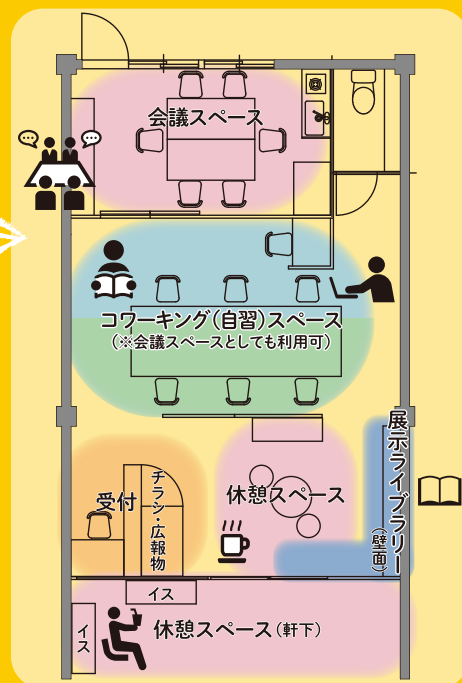 会議スペース
コワーキング(自習)スペース
(※会議スペースとしても利用可)
展示ライブラリー
(壁面)
受付
チラシ・広報物
休憩スペース
イス
イス
休憩スペース(軒下)